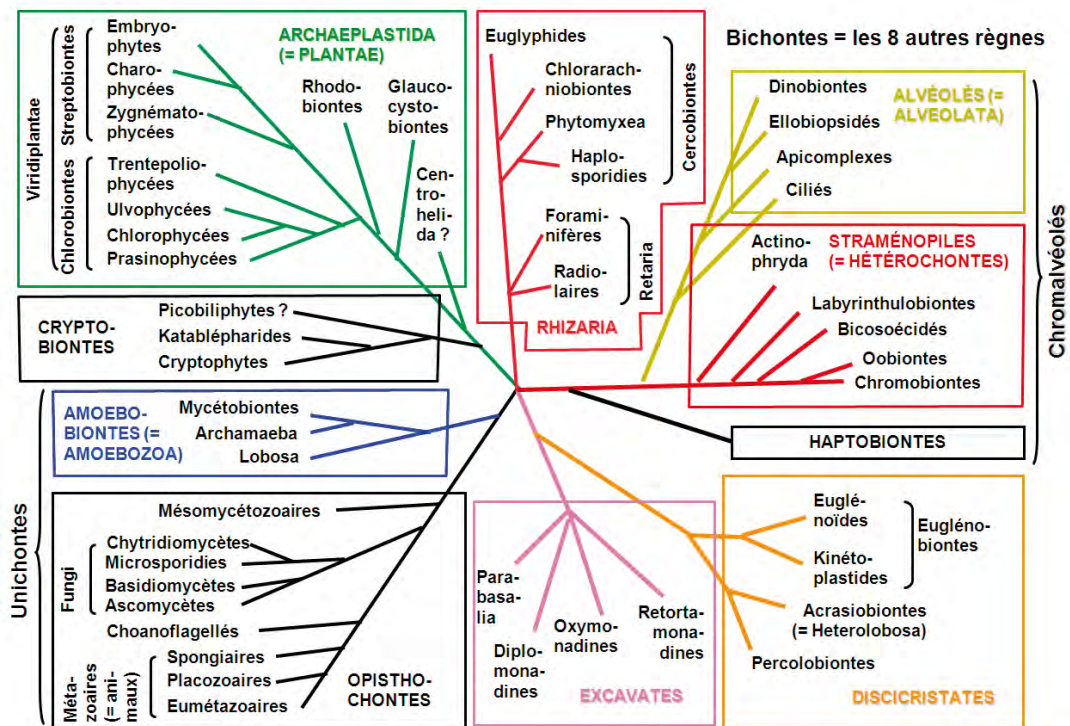 Embryo-
phytes
Charo-
phycées
Zygnémato-
phycées
Streptobiontes
Viridiplantae
Trentepolio-
phycées
Ulvophycées
Chlorophycées
Prasinophycées
Chlorobiontes
ARCHAEPLASTIDA
(= PLANTAE)
Rhodo-
biontes
Glauco-
cysto-
biontes
Cen-
tro-
heli-
da ?
Euglyphides
Chlorarach-
niobiontes
Phytomyxea
Haplo-
sporidies
Cercobiontes
Forami-
nifères
Radio-
laires
Retaria
RHIZARIA
Bichontes = les 8 autres règnes
Dinobiontes
Ellobiopsidés
Apicomplexes
Ciliés
ALVÉOLÉS (=
ALVEOLATA)
Actino-
phryda
STRAMÉNOPILES
(= HÉTÉROCHONTES)
Labyrinthulobiontes
Bicosoécidés
Oobiontes
Chromobiontes
HAPTOBIONTES
Chromalvéolés
CRYPTO-
BIONTES
Picobiliphytes ?
Katablépharides
Cryptophytes
AMOEBO-
BIONTES (=
AMOEBOZOA)
Mycétobiontes
Archamaeba
Lobosa
Unichontes
Mésomycétozoaires
Chytridiomycètes
Microsporidies
Basidiomycètes
Ascomycètes
Fungi
Choanoflagellés
Spongiaires
Placozoaires
Eumétazoaires
Méta-
zoaires
(= ani-
maux)
OPISTHO-
CHONTES
Para-
basa-
lia
Diplo-
mona-
dines
Oxymo-
nadines
Retorta-
mona-
dines
EXCAVATES
Euglé-
noïdes
Kinéto-
plastides
Eugléno-
biontes
Acrasiobiontes
(= Heterolobosa)
Percolobiontes
DISCICRISTATES